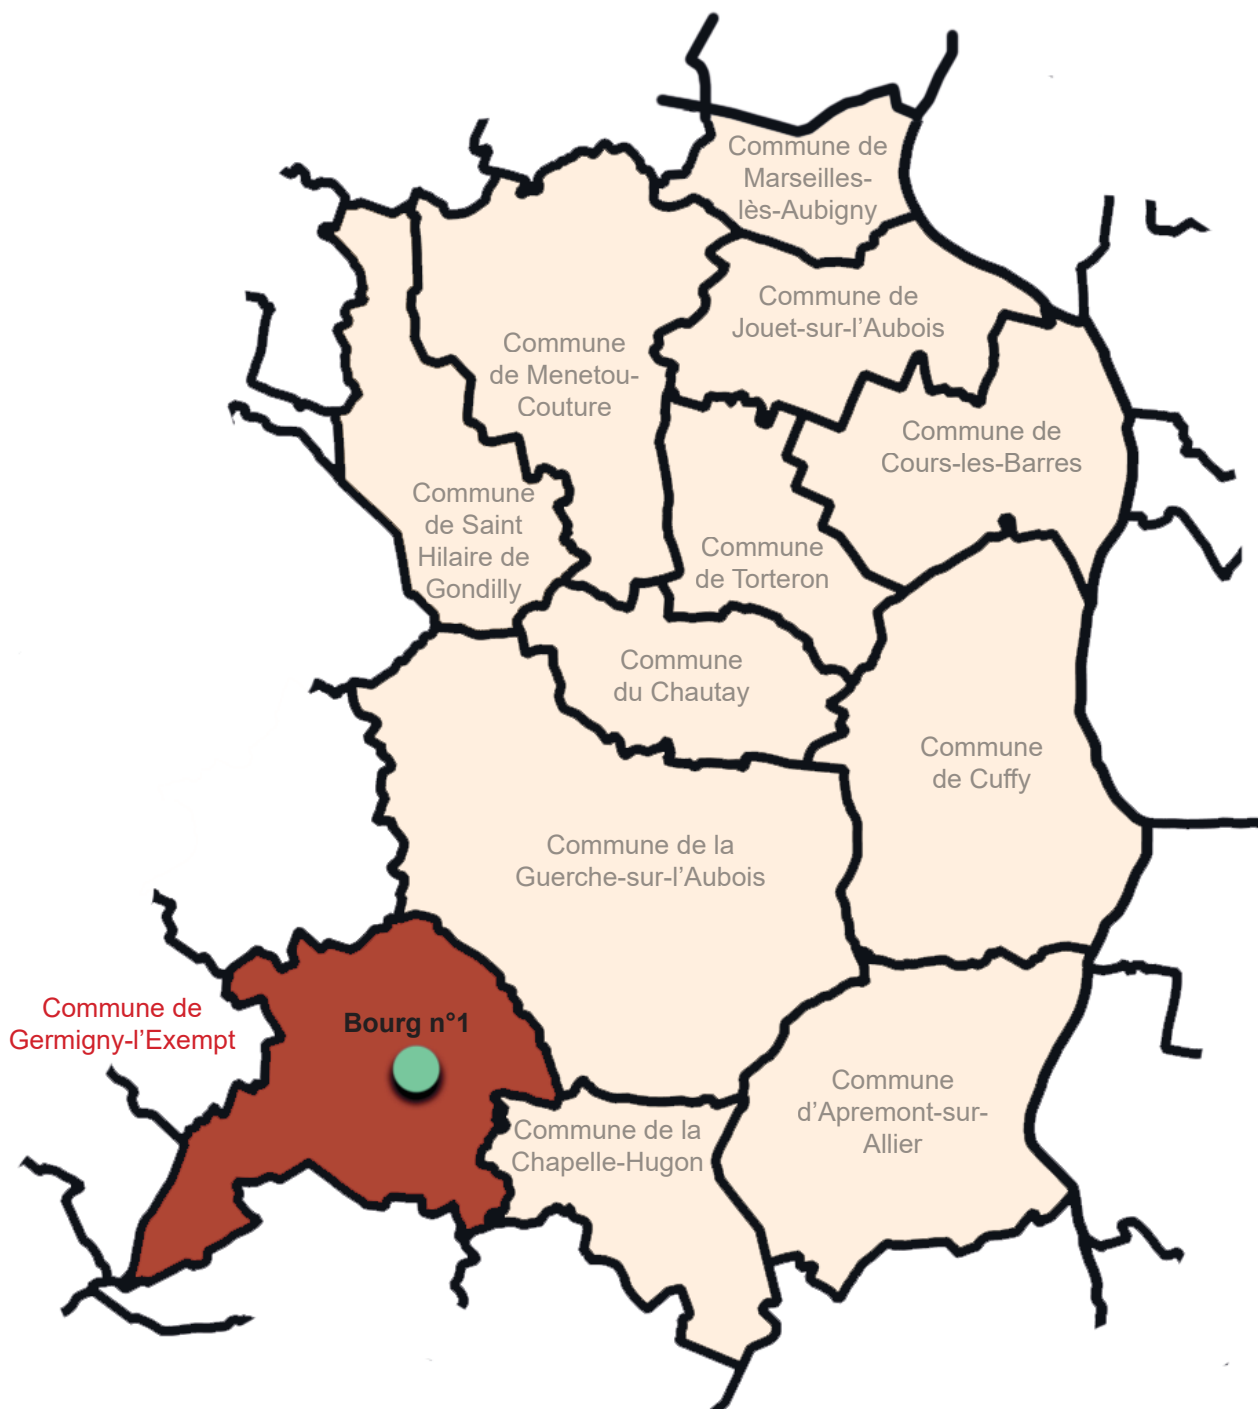 Commune de
Marseilles-
lès-Aubigny
Commune de
Jouet-sur-l’Aubois
Commune
de Menetou-
Couture
Commune de
Cours-les-Barres
Commune
de Saint
Hilaire de
Gondilly
Commune
de Torteron
Commune
du Chautay
Commune
de Cuffy
Commune de la
Guerche-sur-l’Aubois
Commune de
Germigny-l’Exempt
Bourg n°1
Commune
d’Apremont-sur-
Allier
Commune de la
Chapelle-Hugon